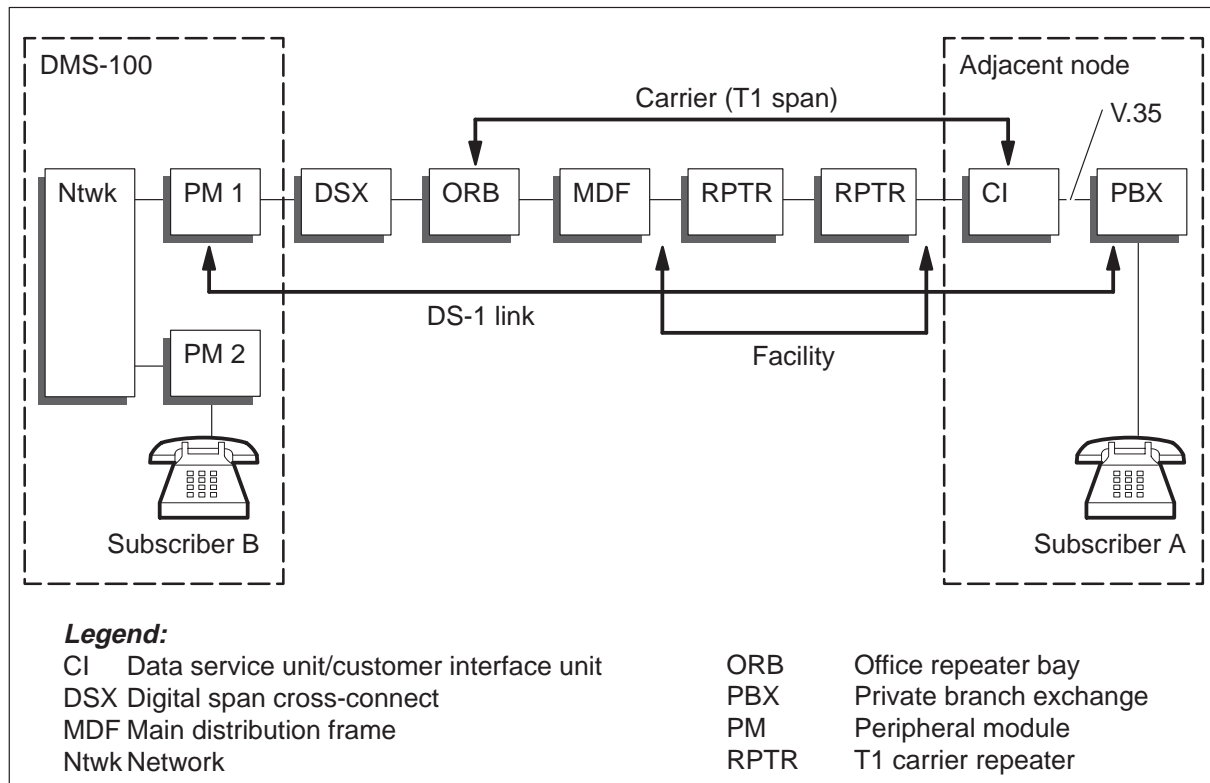 DMS-100
Adjacent node
Carrier (T1 span)
V.35
Ntwk
PM 1
DSX
ORB
MDF
RPTR
RPTR
CI
PBX
DS-1 link
PM 2
Facility
Subscriber B
Subscriber A
Legend:
CI Data service unit/customer interface unit
DSX Digital span cross-connect
MDF Main distribution frame
Ntwk Network
ORB Office repeater bay
PBX Private branch exchange
PM Peripheral module
RPTR T1 carrier repeater